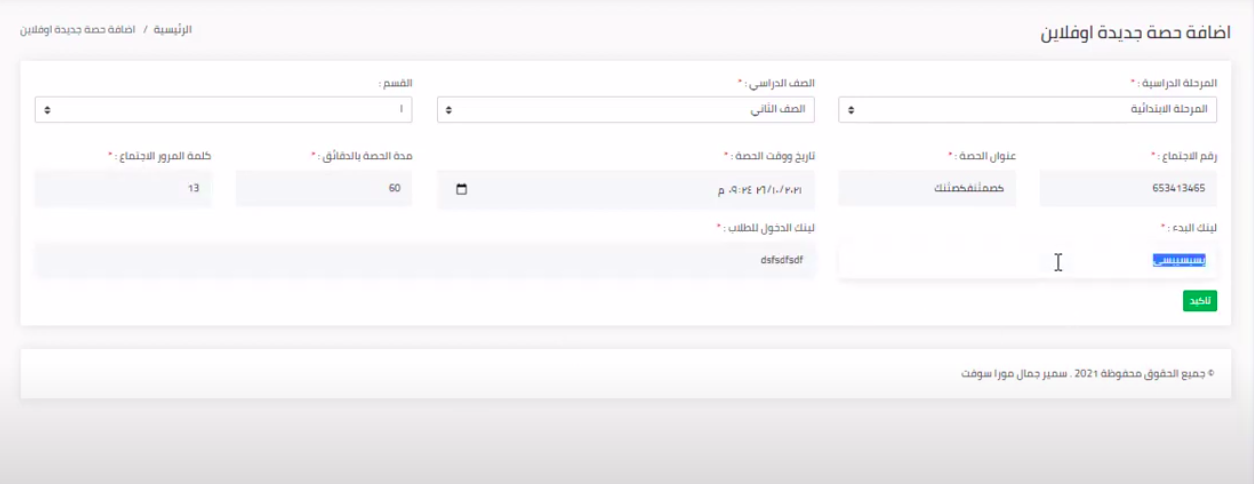 اضافة حصة جديدة اوفلاين
الرئيسية / اضافة حصة جديدة اوفلاين
المرحلة الدراسية : *
الصف الدراسي : *
القسم :
المرحلة الابتدائية
الصف الثاني
ا
رقم الاجتماع : *
عنوان الحصة : *
تاريخ ووقت الحصة : *
مدة الحصة بالدقائق : *
كلمة المرور الاجتماع : *
653413465
٢٦/١٠/٢٠٢١ ٠٩:٢٤ م
60
13
لينك البدء : *
لينك الدخول للطلاب : *
dsfsdfsdf
تاكيد
© جميع الحقوق محفوظة 2021 . سمير جمال مورا سوفت